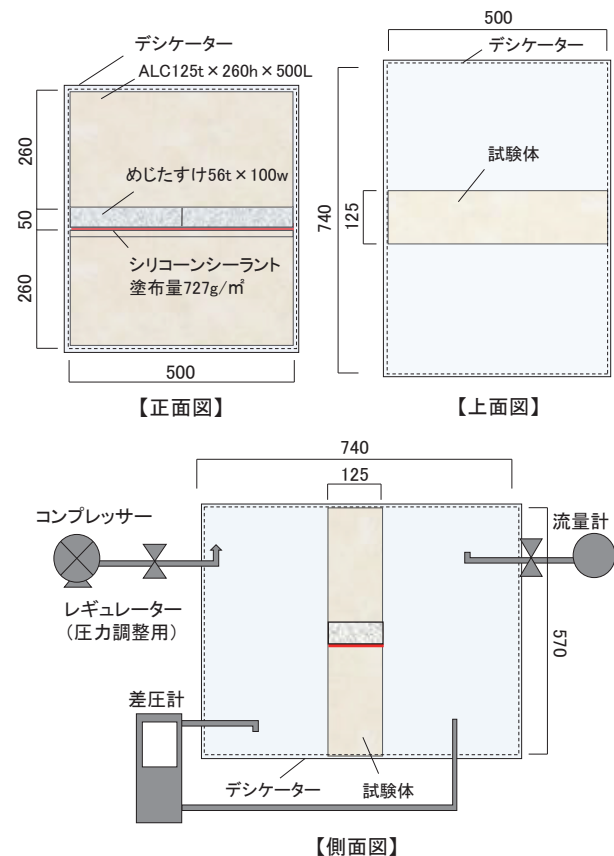 デシケーター
ALC125t×260h×500L
260
めじたすけ56t×100w
50
シリコーンシーラント
塗布量727g/㎡
260
500
【正面図】
500
デシケーター
試験体
740
125
【上面図】
740
125
コンプレッサー
流量計
レギュレーター
（圧力調整用）
570
差圧計
デシケーター
試験体
【側面図】